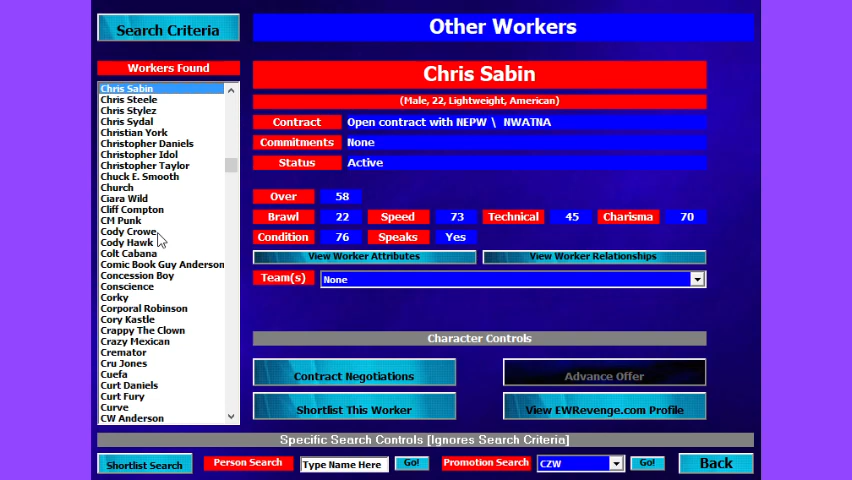 Search Criteria
Other Workers
Workers Found
Chris Sabin
Chris Steele
Chris Stylez
Chris Sydal
Christian York
Christopher Daniels
Christopher Idol
Christopher Taylor
Chuck E. Smooth
Church
Ciara Wild
Cliff Compton
CM Punk
Cody Crowe
Cody Hawk
Colt Cabana
Comic Book Guy Anderson
Concession Boy
Conscience
Corky
Corporal Robinson
Cory Kastle
Crappy The Clown
Crazy Mexican
Cremator
Cru Jones
Cuefa
Curt Daniels
Curt Fury
Curve
CW Anderson
Chris Sabin
(Male, 22, Lightweight, American)
Contract Open contract with NEPW \ NWATNA
Commitments None
Status Active
Over 58
Brawl 22 Speed 73 Technical 45 Charisma 70
Condition 76 Speaks Yes
View Worker Attributes View Worker Relationships
Team(s) None
Character Controls
Contract Negotiations Advance Offer
Shortlist This Worker View EWRevenge.com Profile
Specific Search Controls [Ignores Search Criteria]
Shortlist Search Person Search Type Name Here Go! Promotion Search CZW Go! Back